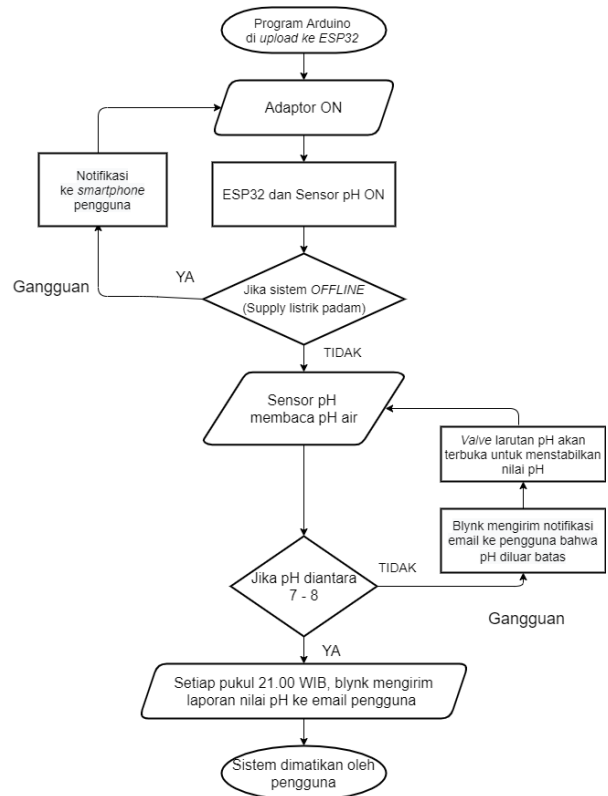 Program Arduino
di upload ke ESP32
Adaptor ON
Notifikasi
ke smartphone
pengguna
ESP32 dan Sensor pH ON
Gangguan
YA
Jika sistem OFFLINE
(Supply listrik padam)
TIDAK
Sensor pH
membaca pH air
Valve larutan pH akan
terbuka untuk menstabilkan
nilai pH
Blynk mengirim notifikasi
email ke pengguna bahwa
pH diluar batas
Jika pH diantara
7 - 8
TIDAK
Gangguan
YA
Setiap pukul 21.00 WIB, blynk mengirim
laporan nilai pH ke email pengguna
Sistem dimatikan oleh
pengguna